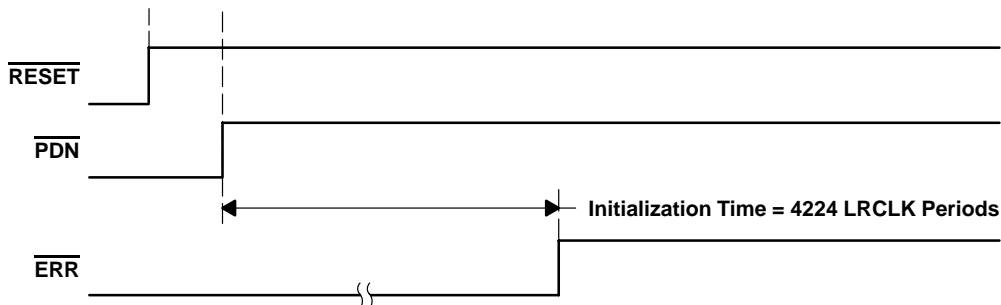 RESET
PDN
Initialization Time = 4224 LRCLK Periods
ERR